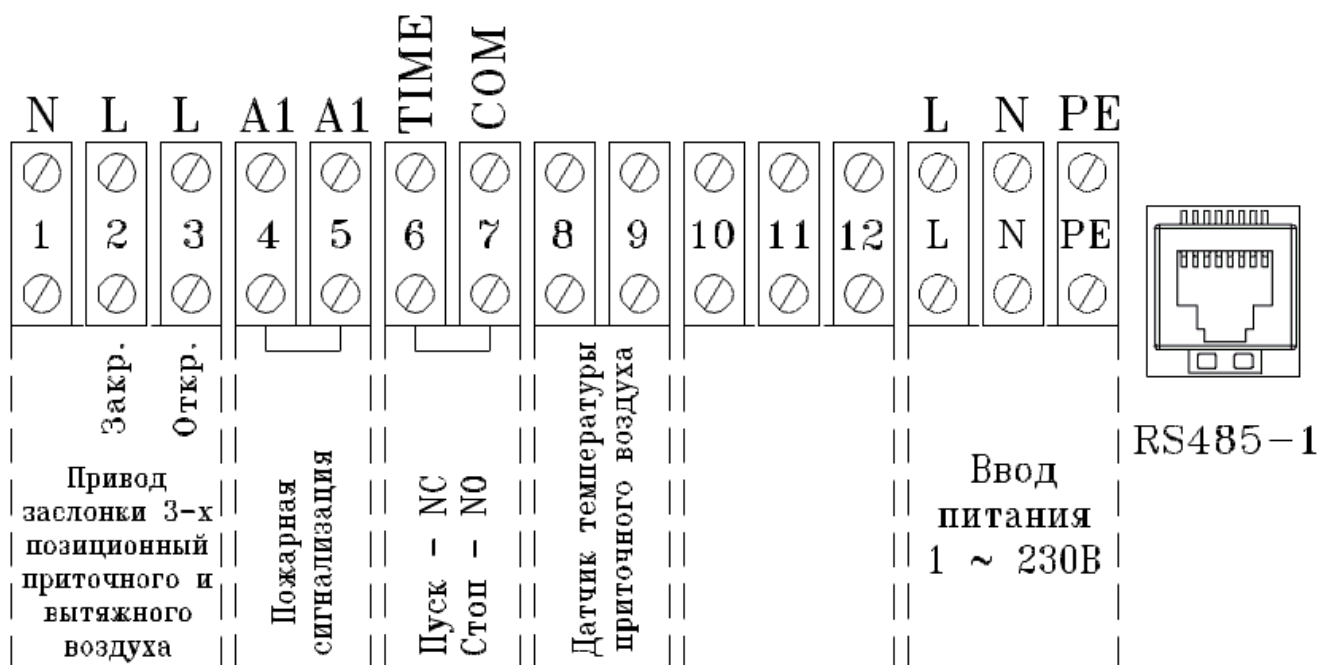 N L L A1 A1 TIME COM L N PE
1 2 3 4 5 6 7 8 9 10 11 12 L N PE
Закр.
Откр.
Привод
заслонки 3-х
позиционный
приточного и
вытяжного
воздуха
Пожарная
сигнализация
Пуск - NC
Стоп - NO
Датчик температуры
приточного воздуха
Ввод
питания
1 ~ 230В
RS485-1